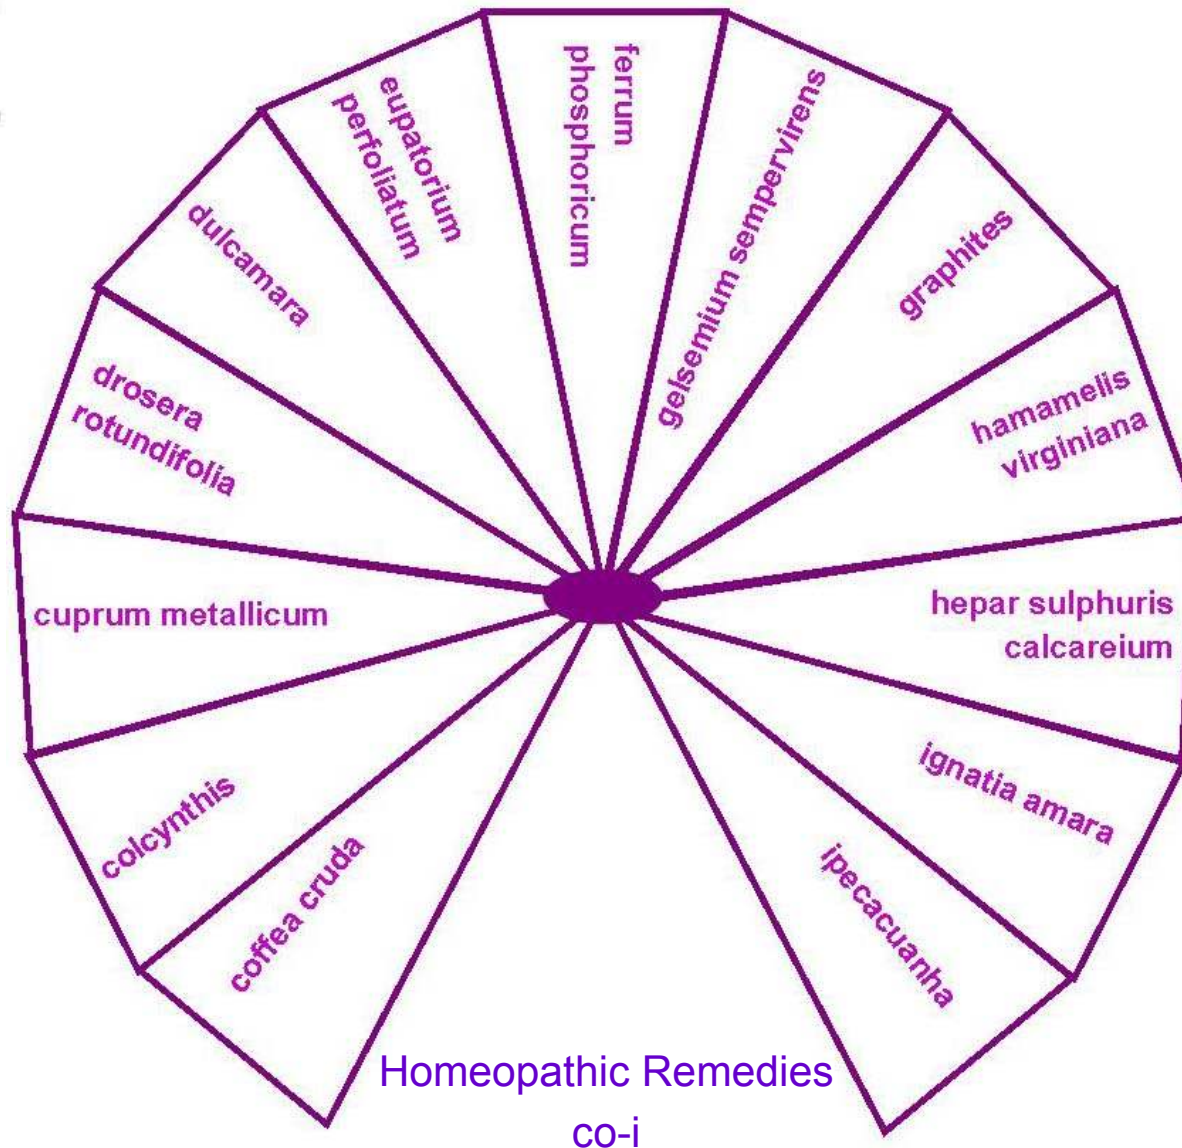 coffea cruda
colcynthis
cuprum metallicum
drosera
rotundifolia
dulcamara
eupatorium
perfoliatum
ferrum
phosphoricum
gelsemium sempervirens
graphites
hamamelis
virginiana
hepar sulphuris
calcareium
ignatia amara
ipecacuanha
Homeopathic Remedies
co-i